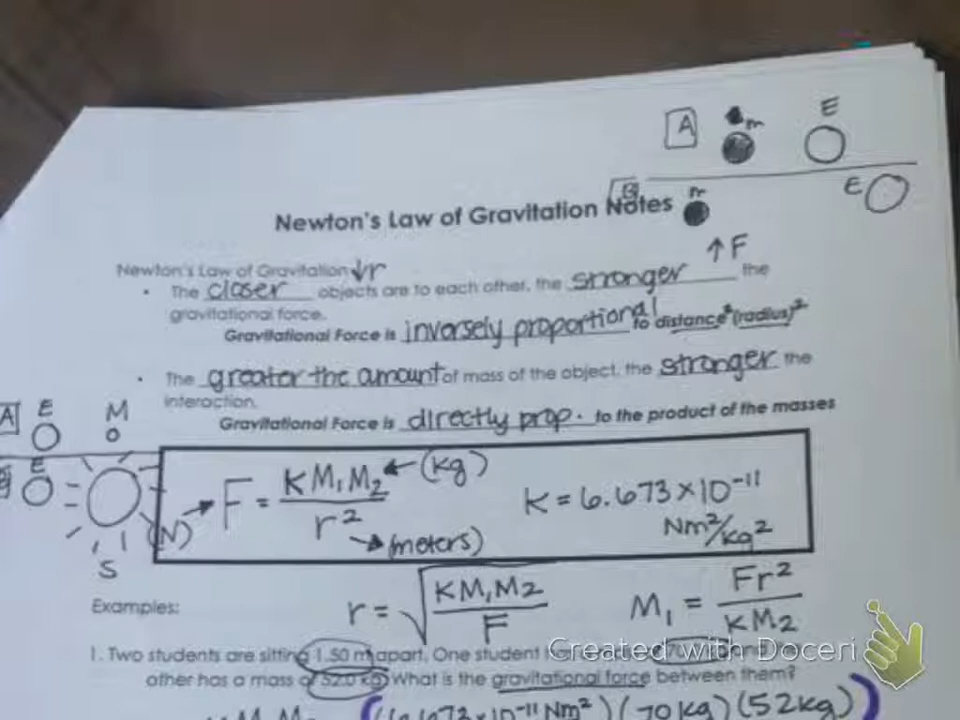 A m E
B m E
Newton's Law of Gravitation Notes
Newton's Law of Gravitation ↓r ↑F
• The closer objects are to each other, the stronger the
gravitational force.
Gravitational Force is inversely proportional to distance² (radius)²
• The greater the amount of mass of the object, the stronger the
interaction.
Gravitational Force is directly prop. to the product of the masses
A E M
E
S
F = KM₁M₂ ← (kg)
r² → (meters)
(N) →
K = 6.673 × 10⁻¹¹
Nm²/kg²
Examples:
r = √KM₁M₂/F
M₁ = Fr²/KM₂
1. Two students are sitting 1.50 m apart. One student
other has a mass of 52.0 kg. What is the gravitational force between them?
(6.673×10⁻¹¹ Nm²)(70kg)(52kg)
Created with Doceri